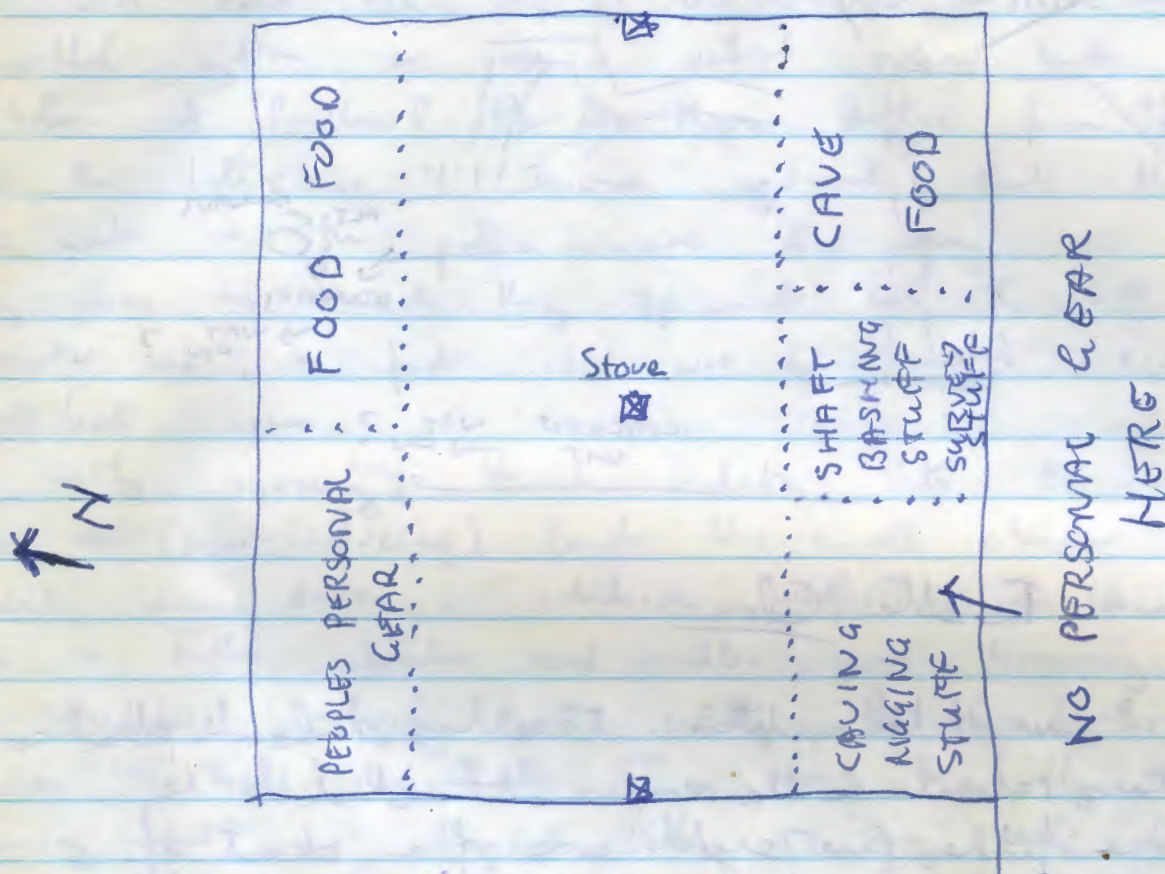 N
PEOPLES PERSONAL
GEAR
FOOD FOOD
Stove
CAVING
RIGGING
STUFF
SHAFT
BASHING
STUFF
SURVEY
STUFF
CAVE
FOOD
NO PERSONAL GEAR
HERE